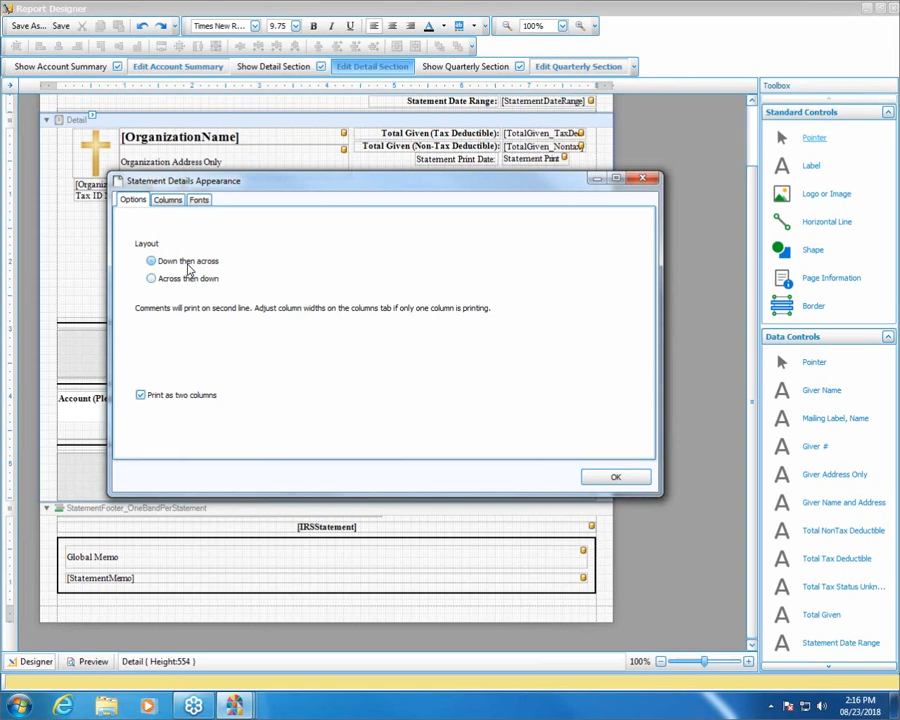 Report Designer
Save As... Save Times New R... 9.75 B I U A ab 100%
Show Account Summary Edit Account Summary Show Detail Section Edit Detail Section Show Quarterly Section Edit Quarterly Section
Statement Date Range: [StatementDateRange]
Detail
[OrganizationName]
Organization Address Only
Total Given (Tax Deductible): [TotalGiven_TaxDed
Total Given (Non-Tax Deductible): [TotalGiven_Nontax
Statement Print Date: Statement Print
[Organiz
Tax ID
Statement Details Appearance
Options Columns Fonts
Layout
Down then across
Across then down
Comments will print on second line. Adjust column widths on the columns tab if only one column is printing.
Print as two columns
OK
Account (Ple
StatementFooter_OneBandPerStatement
[IRSStatement]
Global Memo
[StatementMemo]
Toolbox
Standard Controls
Pointer
Label
Logo or Image
Horizontal Line
Shape
Page Information
Border
Data Controls
Pointer
Giver Name
Mailing Label, Name
Giver #
Giver Address Only
Giver Name and Address
Total NonTax Deductible
Total Tax Deductible
Total Tax Status Unkn...
Total Given
Statement Date Range
Designer Preview Detail { Height:554 } 100%
2:16 PM
08/23/2018